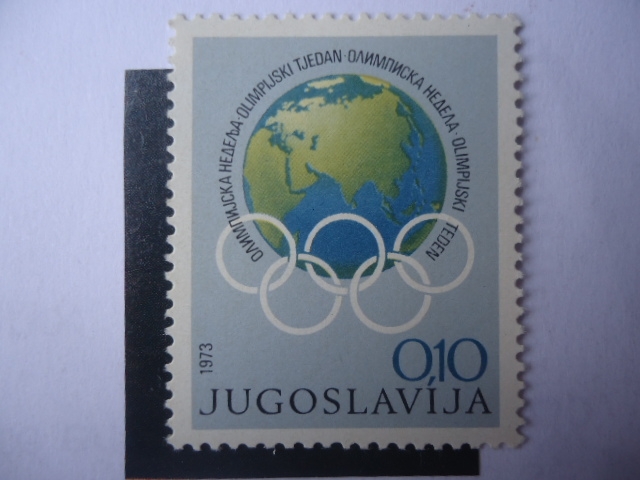 ОЛИМПИЈСКА НЕДЕЉА·OLIMPIJSKI TJEDAN·ОЛИМПИСКА НЕДЕЛА·OLIMPIJSKI TEDEN
1973
0,10
JUGOSLAVIJA